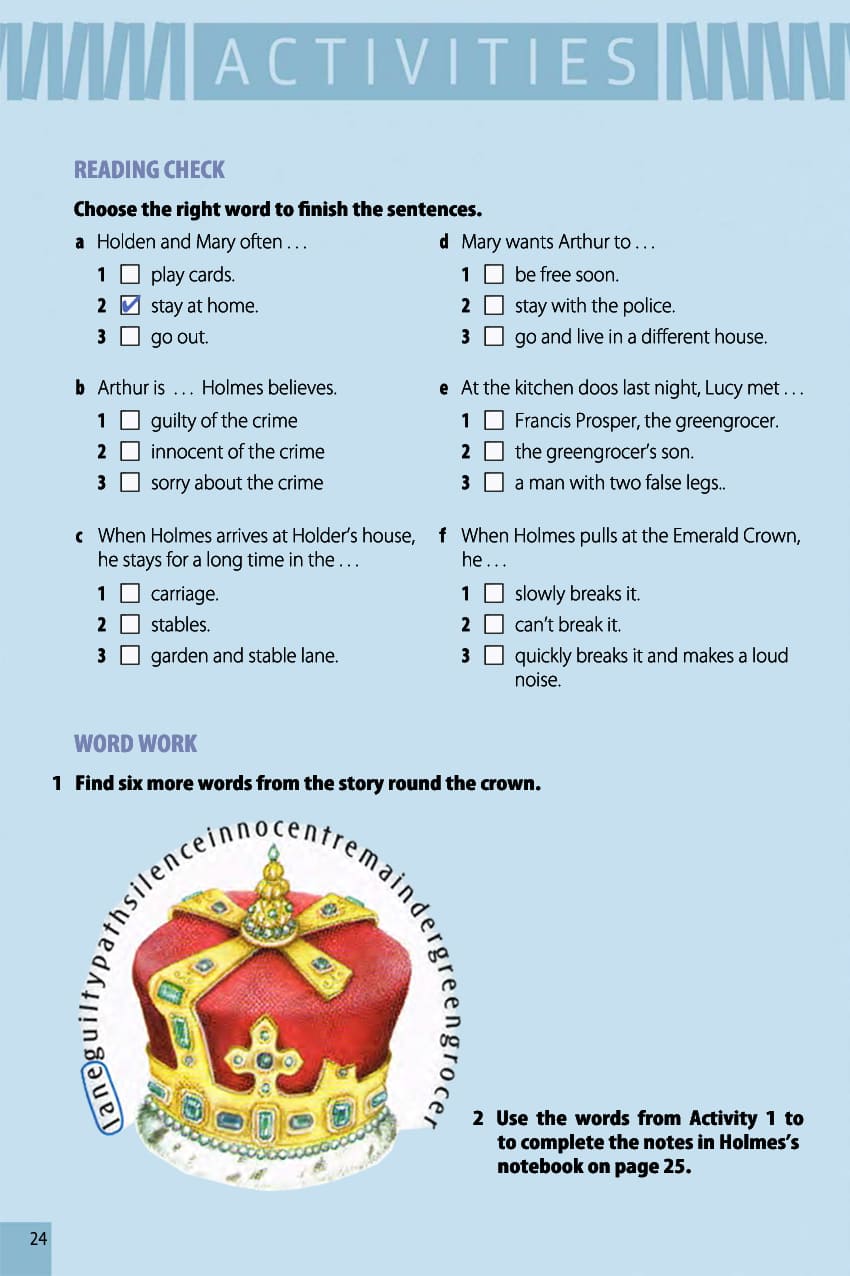 ACTIVITIES
READING CHECK
Choose the right word to finish the sentences.
a Holden and Mary often ...
1 play cards.
2 ✔ stay at home.
3 go out.
b Arthur is ... Holmes believes.
1 guilty of the crime
2 innocent of the crime
3 sorry about the crime
c When Holmes arrives at Holder's house,
he stays for a long time in the ...
1 carriage.
2 stables.
3 garden and stable lane.
d Mary wants Arthur to ...
1 be free soon.
2 stay with the police.
3 go and live in a different house.
e At the kitchen doos last night, Lucy met ...
1 Francis Prosper, the greengrocer.
2 the greengrocer's son.
3 a man with two false legs..
f When Holmes pulls at the Emerald Crown,
he ...
1 slowly breaks it.
2 can't break it.
3 quickly breaks it and makes a loud
noise.
WORD WORK
1 Find six more words from the story round the crown.
laneguiltypathsilenceinnocentremaindergreengrocer
2 Use the words from Activity 1 to
to complete the notes in Holmes's
notebook on page 25.
24